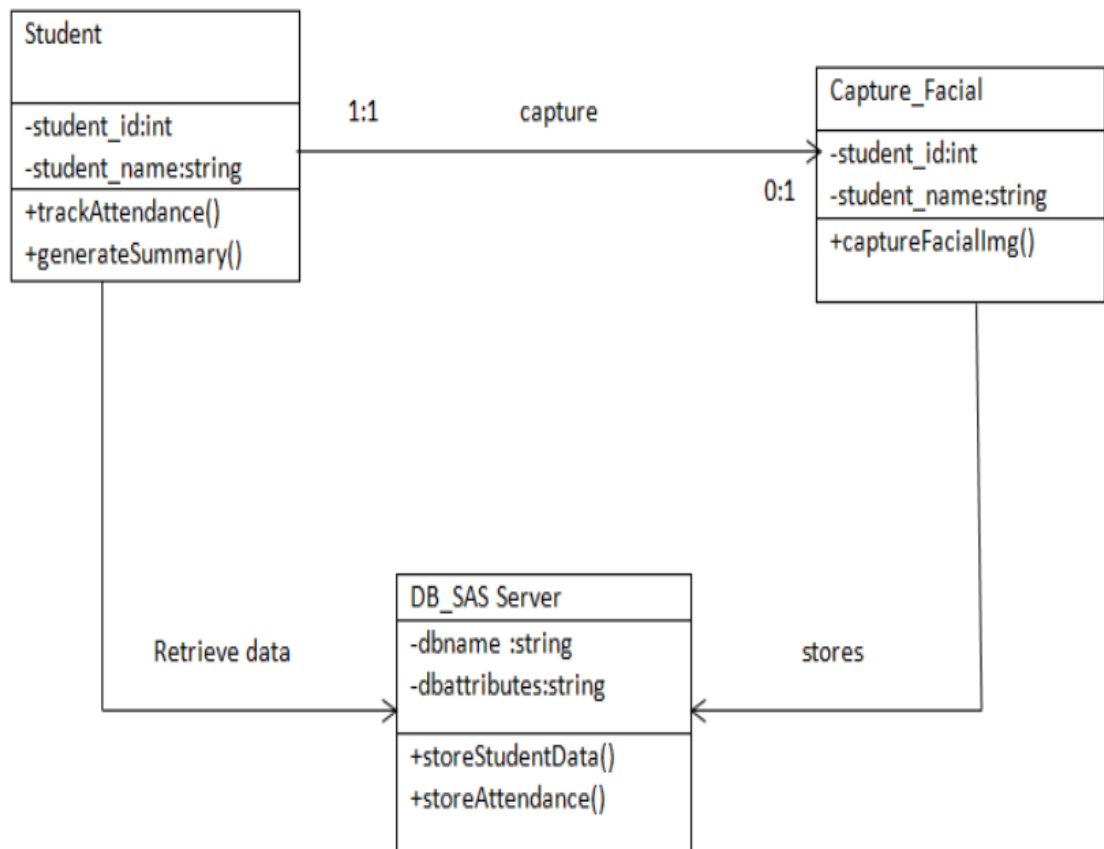 Student
-student_id:int
-student_name:string
+trackAttendance()
+generateSummary()
1:1
capture
0:1
Capture_Facial
-student_id:int
-student_name:string
+captureFacialImg()
Retrieve data
stores
DB_SAS Server
-dbname :string
-dbattributes:string
+storeStudentData()
+storeAttendance()